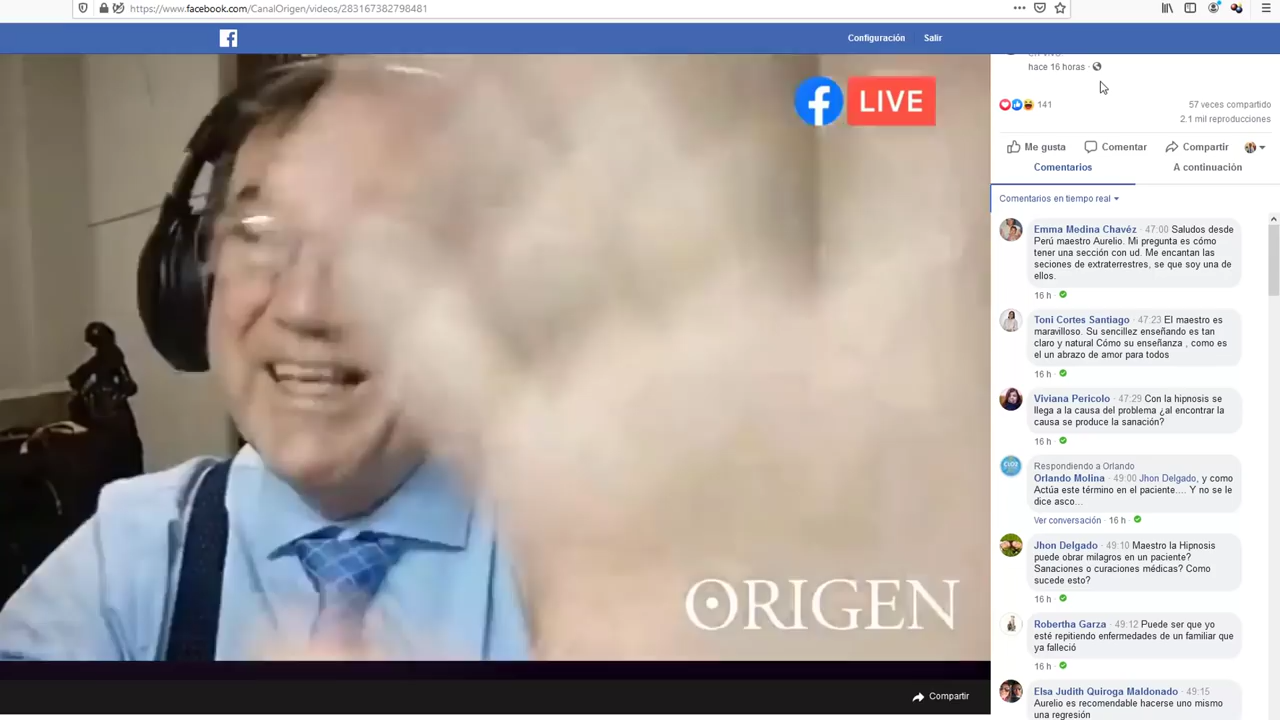 https://www.facebook.com/CanalOrigen/videos/283167382798481
Configuración
Salir
LIVE
ORIGEN
Compartir
hace 16 horas ·
141
57 veces compartido
2.1 mil reproducciones
Me gusta
Comentar
Compartir
Comentarios
A continuación
Comentarios en tiempo real
Emma Medina Chavéz · 47:00 Saludos desde
Perú maestro Aurelio. Mi pregunta es cómo
tener una sección con ud. Me encantan las
seciones de extraterrestres, se que soy una de
ellos.
16 h ·
Toni Cortes Santiago · 47:23 El maestro es
maravilloso. Su sencillez enseñando es tan
claro y natural Cómo su enseñanza , como es
el un abrazo de amor para todos
16 h ·
Viviana Pericolo · 47:29 Con la hipnosis se
llega a la causa del problema ¿al encontrar la
causa se produce la sanación?
16 h ·
Respondiendo a Orlando
Orlando Molina · 49:00 Jhon Delgado, y como
Actúa este término en el paciente.... Y no se le
dice asco...
Ver conversación · 16 h ·
Jhon Delgado · 49:10 Maestro la Hipnosis
puede obrar milagros en un paciente?
Sanaciones o curaciones médicas? Como
sucede esto?
16 h ·
Robertha Garza · 49:12 Puede ser que yo
esté repitiendo enfermedades de un familiar que
ya falleció
16 h ·
Elsa Judith Quiroga Maldonado · 49:15
Aurelio es recomendable hacerse uno mismo
una regresión